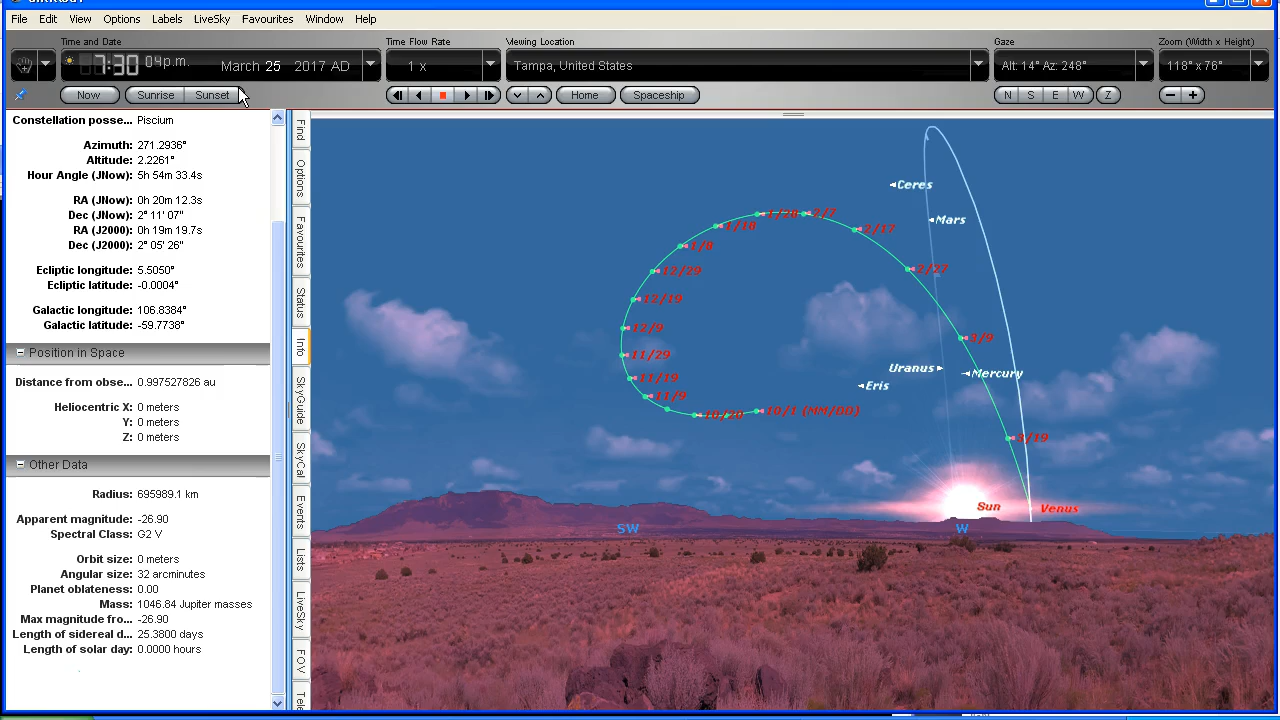 File Edit View Options Labels LiveSky Favourites Window Help
Time and Date Time Flow Rate Viewing Location Gaze Zoom (Width x Height)
7:30 04p.m. March 25 2017 AD 1 x Tampa, United States Alt: 14° Az: 248° 118° x 76°
Now Sunrise Sunset Home Spaceship N S E W Z
Constellation posse... Piscium
Azimuth: 271.2936°
Altitude: 2.2261°
Hour Angle (JNow): 5h 54m 33.4s
RA (JNow): 0h 20m 12.3s
Dec (JNow): 2° 11' 07"
RA (J2000): 0h 19m 19.7s
Dec (J2000): 2° 05' 26"
Ecliptic longitude: 5.5030°
Ecliptic latitude: -0.0004°
Galactic longitude: 106.8384°
Galactic latitude: -59.7738°
Position in Space
Distance from obse... 0.997527826 au
Heliocentric X: 0 meters
Y: 0 meters
Z: 0 meters
Other Data
Radius: 695989.1 km
Apparent magnitude: -26.90
Spectral Class: G2 V
Orbit size: 0 meters
Angular size: 32 arcminutes
Planet oblateness: 0.00
Mass: 1046.84 Jupiter masses
Max magnitude fro... -26.90
Length of sidereal d... 25.3800 days
Length of solar day: 0.0000 hours
Find
Options
Favourites
Status
Info
SkyGuide
SkyCal
Events
Lists
LiveSky
FOV
Ceres
Mars
1/28
2/7
1/18
2/17
1/9
2/27
12/29
12/19
12/9
3/9
11/29
Uranus
Mercury
11/19
Eris
11/9
10/20
10/1 (MM/DD)
3/19
Sun
Venus
SW
W